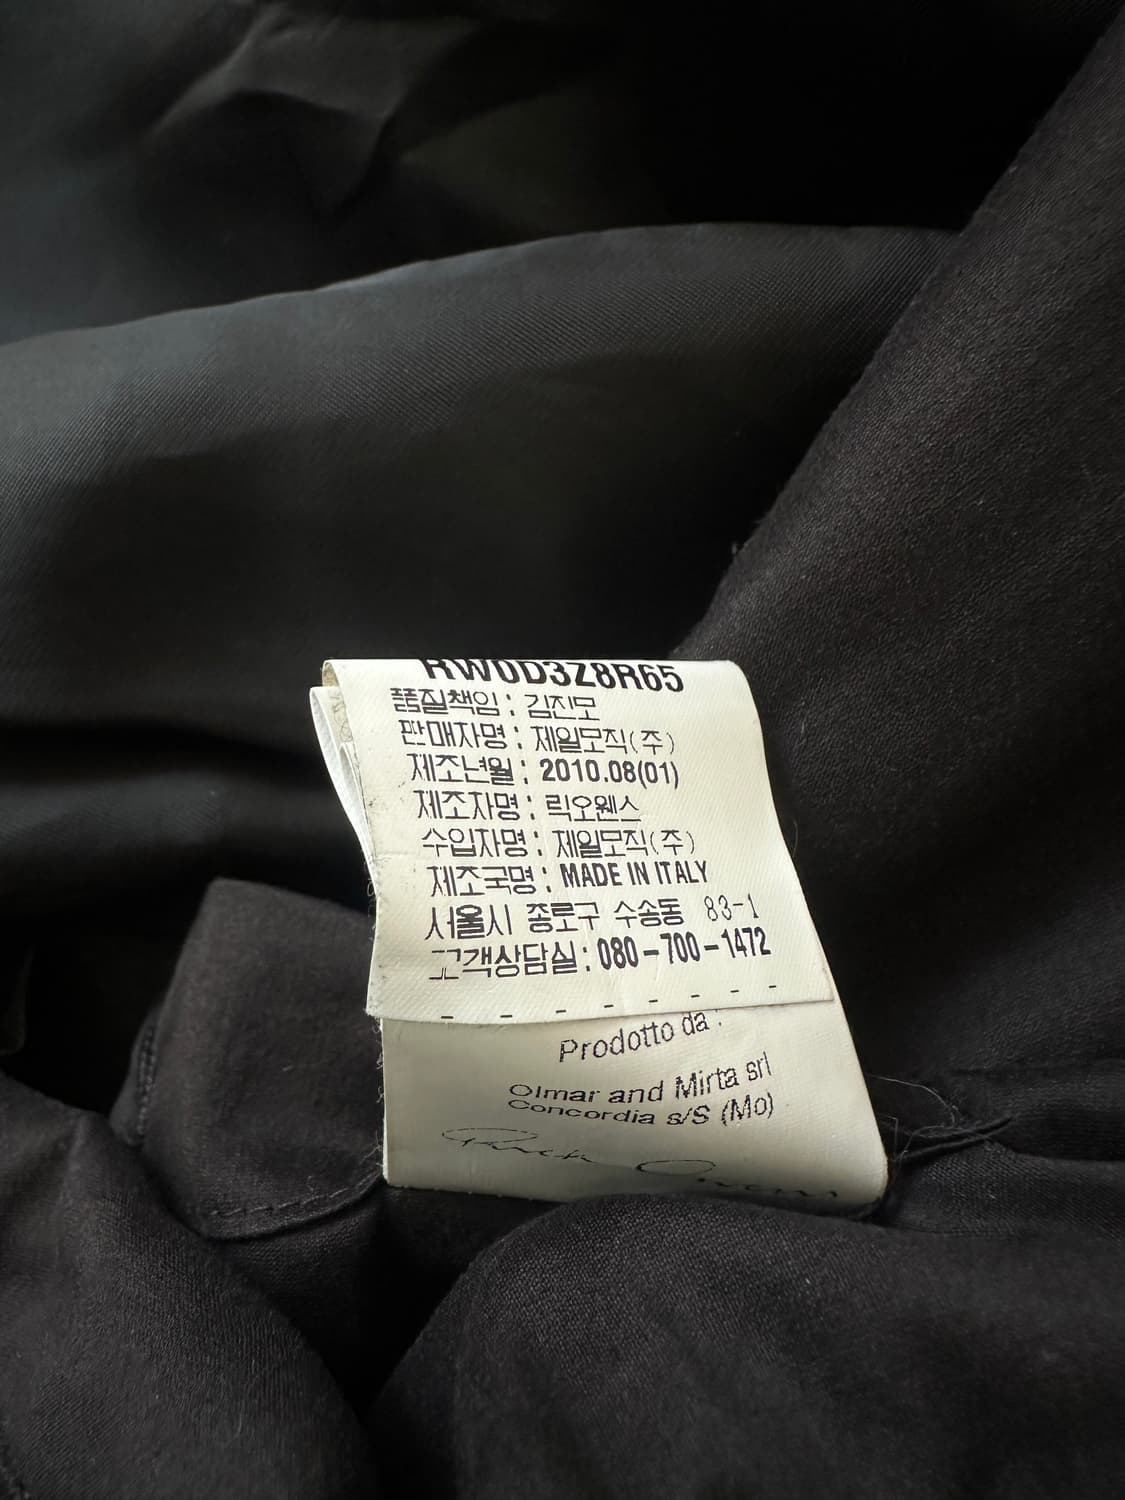 RW0D3Z8R65
품질책임 : 김진모
판매자명 : 제일모직(주)
제조년월 : 2010.08(01)
제조자명 : 릭오웬스
수입자명 : 제일모직(주)
제조국명 : MADE IN ITALY
서울시 종로구 수송동 83-1
고객상담실 : 080-700-1472
Prodotto da :
Olmar and Mirta srl
Concordia s/S (Mo)
Rick Owens